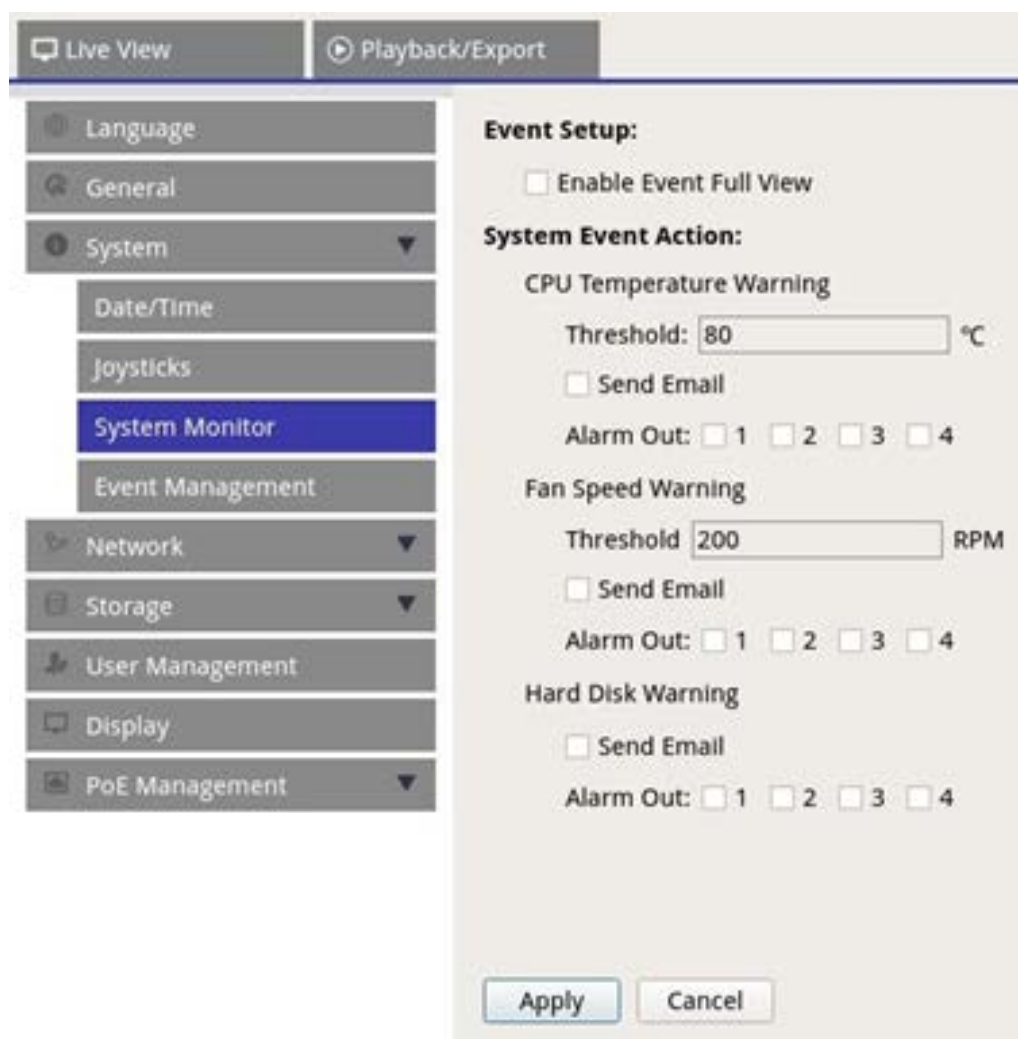 Live View
Playback/Export
Language
General
System
Date/Time
Joysticks
System Monitor
Event Management
Network
Storage
User Management
Display
PoE Management
Event Setup:
Enable Event Full View
System Event Action:
CPU Temperature Warning
Threshold: 80 °C
Send Email
Alarm Out: 1 2 3 4
Fan Speed Warning
Threshold 200 RPM
Send Email
Alarm Out: 1 2 3 4
Hard Disk Warning
Send Email
Alarm Out: 1 2 3 4
Apply Cancel